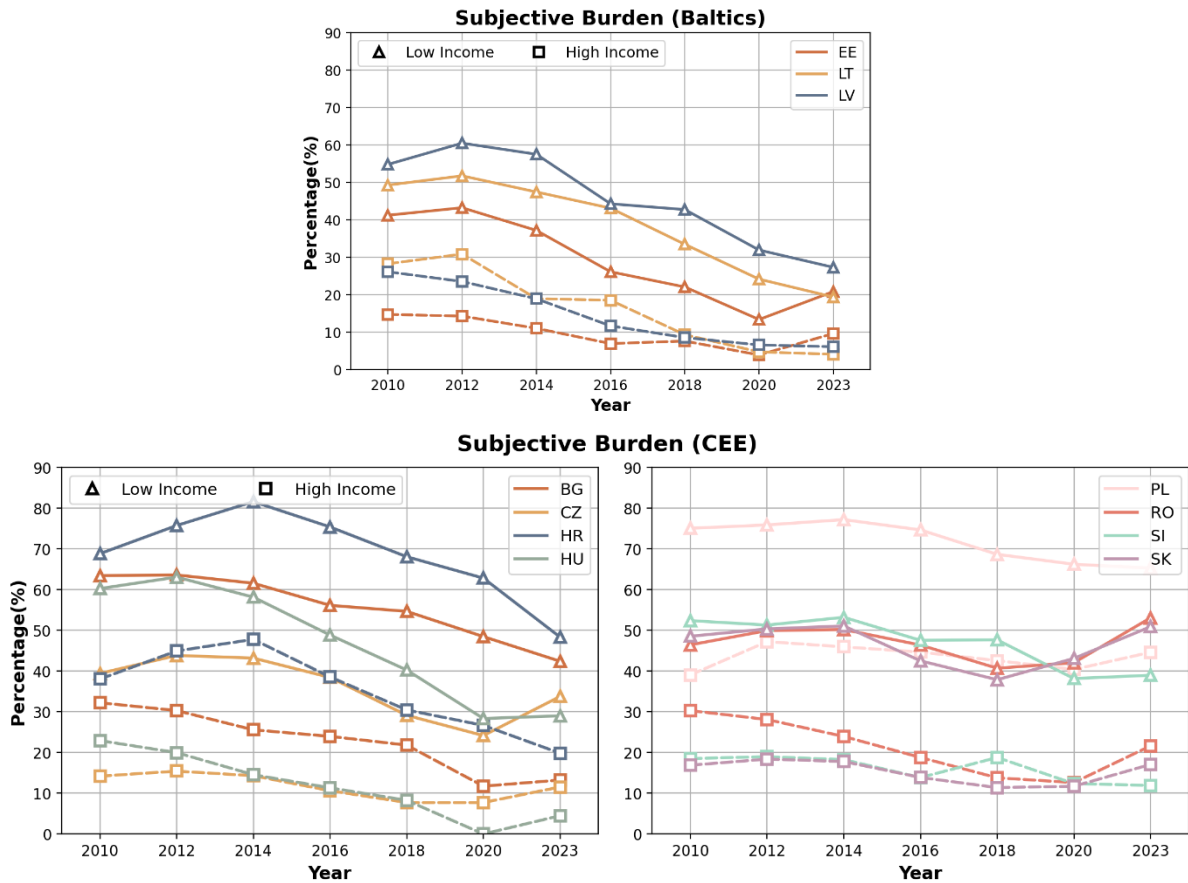 Subjective Burden (Baltics)
90
80
70
60
50
40
30
20
10
0
Percentage(%)
Low Income High Income
EE
LT
LV
2010 2012 2014 2016 2018 2020 2023
Year
Subjective Burden (CEE)
90
80
70
60
50
40
30
20
10
0
Percentage(%)
Low Income High Income
BG
CZ
HR
HU
2010 2012 2014 2016 2018 2020 2023
Year
90
80
70
60
50
40
30
20
10
0
PL
RO
SI
SK
2010 2012 2014 2016 2018 2020 2023
Year